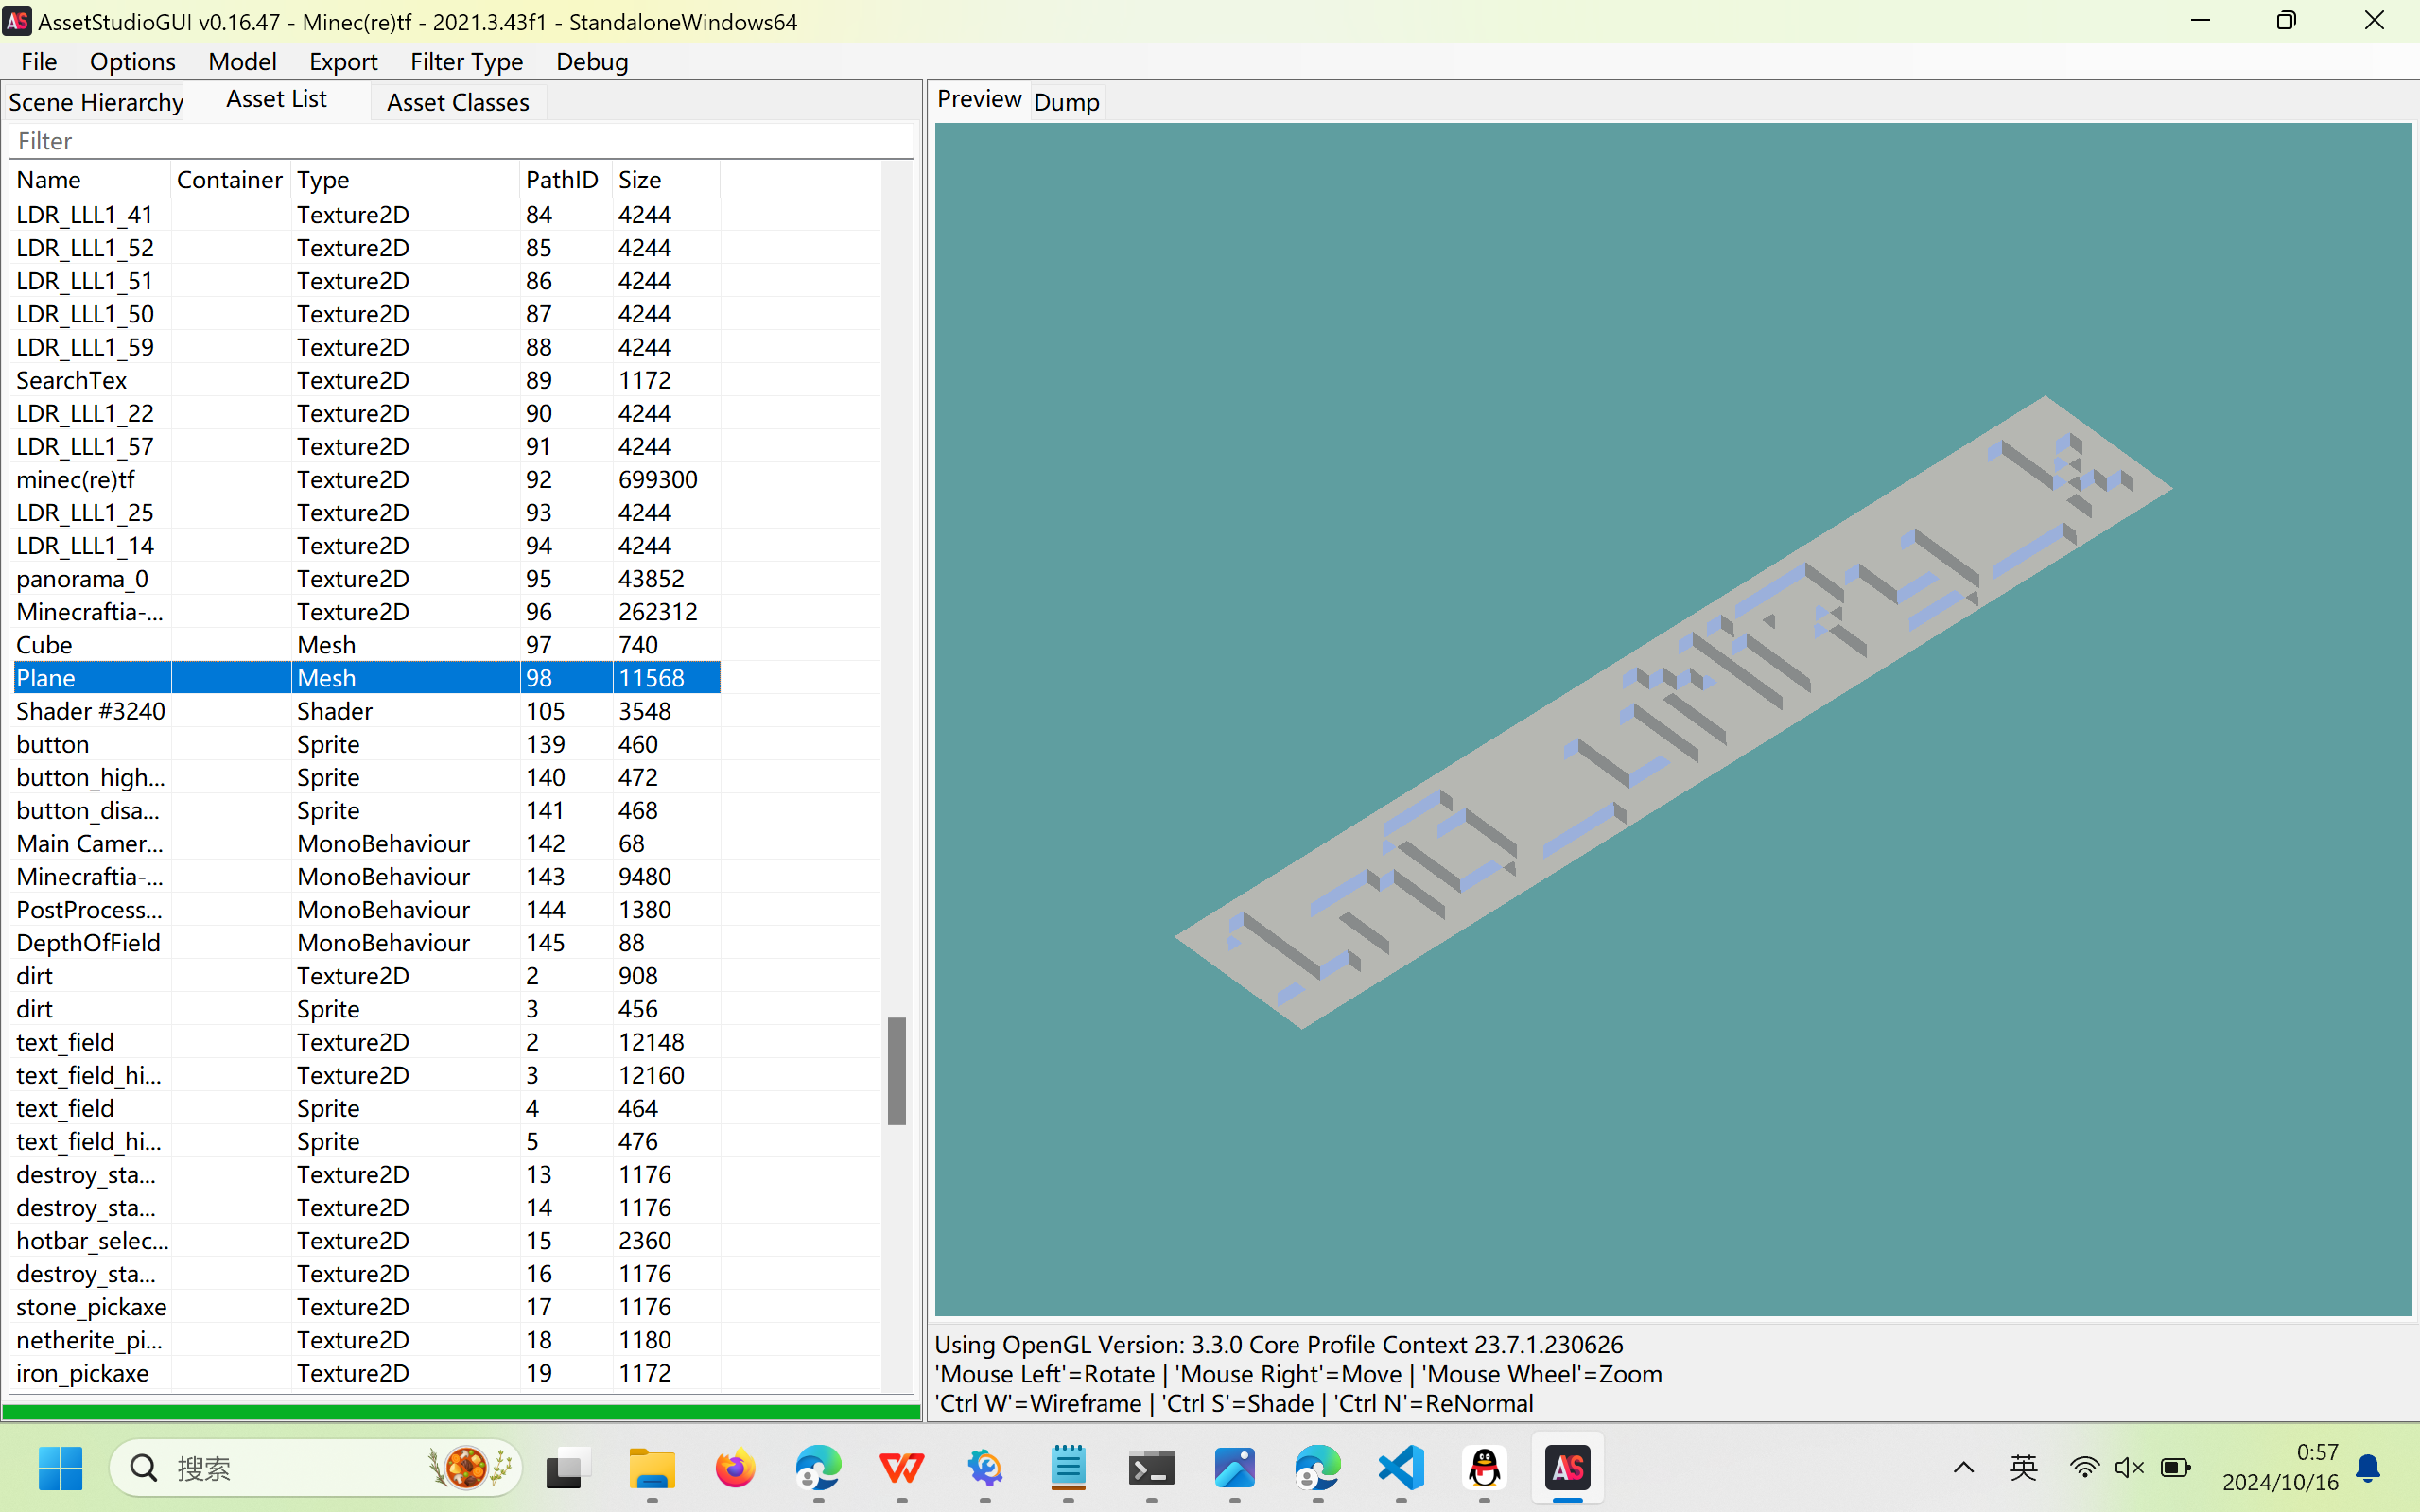 AssetStudioGUI v0.16.47 - Minec(re)tf - 2021.3.43f1 - StandaloneWindows64
File Options Model Export Filter Type Debug
Scene Hierarchy Asset List Asset Classes
Filter
Name Container Type PathID Size
LDR_LLL1_41 Texture2D 84 4244
LDR_LLL1_52 Texture2D 85 4244
LDR_LLL1_51 Texture2D 86 4244
LDR_LLL1_50 Texture2D 87 4244
LDR_LLL1_59 Texture2D 88 4244
SearchTex Texture2D 89 1172
LDR_LLL1_22 Texture2D 90 4244
LDR_LLL1_57 Texture2D 91 4244
minec(re)tf Texture2D 92 699300
LDR_LLL1_25 Texture2D 93 4244
LDR_LLL1_14 Texture2D 94 4244
panorama_0 Texture2D 95 43852
Minecraftia-... Texture2D 96 262312
Cube Mesh 97 740
Plane Mesh 98 11568
Shader #3240 Shader 105 3548
button Sprite 139 460
button_high... Sprite 140 472
button_disa... Sprite 141 468
Main Camer... MonoBehaviour 142 68
Minecraftia-... MonoBehaviour 143 9480
PostProcess... MonoBehaviour 144 1380
DepthOfField MonoBehaviour 145 88
dirt Texture2D 2 908
dirt Sprite 3 456
text_field Texture2D 2 12148
text_field_hi... Texture2D 3 12160
text_field Sprite 4 464
text_field_hi... Sprite 5 476
destroy_sta... Texture2D 13 1176
destroy_sta... Texture2D 14 1176
hotbar_selec... Texture2D 15 2360
destroy_sta... Texture2D 16 1176
stone_pickaxe Texture2D 17 1176
netherite_pi... Texture2D 18 1180
iron_pickaxe Texture2D 19 1172
Preview Dump
Using OpenGL Version: 3.3.0 Core Profile Context 23.7.1.230626
'Mouse Left'=Rotate | 'Mouse Right'=Move | 'Mouse Wheel'=Zoom
'Ctrl W'=Wireframe | 'Ctrl S'=Shade | 'Ctrl N'=ReNormal
搜索
英
0:57
2024/10/16